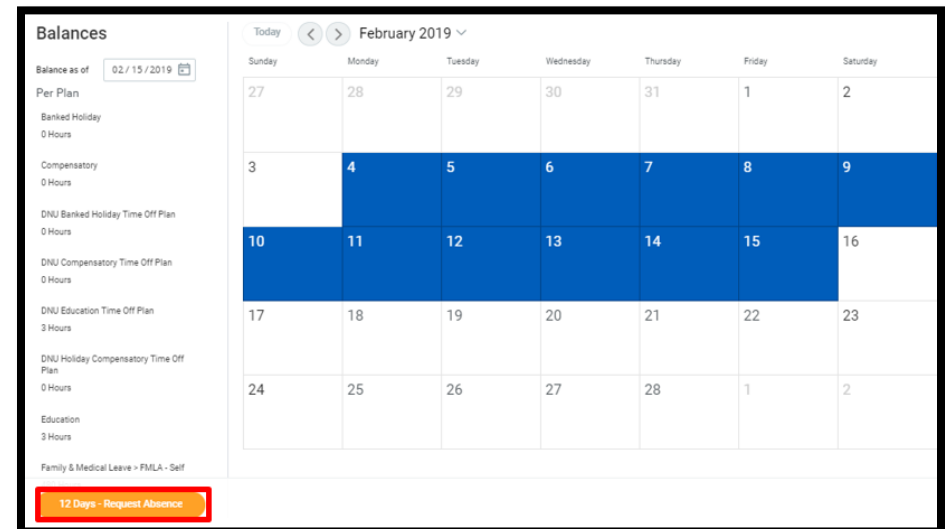 Balances
Balance as of 02 / 15 / 2019
Per Plan
Banked Holiday
0 Hours
Compensatory
0 Hours
DNU Banked Holiday Time Off Plan
0 Hours
DNU Compensatory Time Off Plan
0 Hours
DNU Education Time Off Plan
3 Hours
DNU Holiday Compensatory Time Off
Plan
0 Hours
Education
3 Hours
Family & Medical Leave > FMLA - Self
12 Days - Request Absence
Today < > February 2019
Sunday Monday Tuesday Wednesday Thursday Friday Saturday
27 28 29 30 31 1 2
3 4 5 6 7 8 9
10 11 12 13 14 15 16
17 18 19 20 21 22 23
24 25 26 27 28 1 2